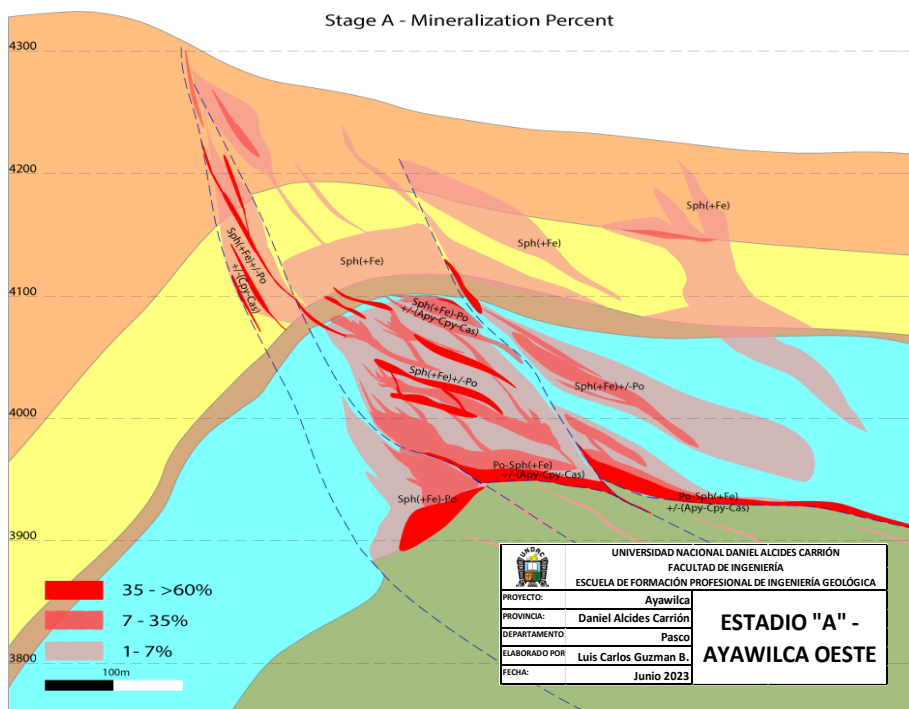 Stage A - Mineralization Percent
4300
4200
4100
4000
3900
3800
Sph(+Fe)+/-Po
+/-(Cpy-Cas)
Sph(+Fe)
Sph(+Fe)
Sph(+Fe)
Sph(+Fe)-Po
+/-(Apy-Cpy-Cas)
Sph(+Fe)+/-Po
Sph(+Fe)+/-Po
Po-Sph(+Fe)
+/-(Apy-Cpy-Cas)
Sph(+Fe)-Po
Po-Sph(+Fe)
+/-(Apy-Cpy-Cas)
35 - >60%
7 - 35%
1- 7%
100m
UNDAC
UNIVERSIDAD NACIONAL DANIEL ALCIDES CARRIÓN
FACULTAD DE INGENIERÍA
ESCUELA DE FORMACIÓN PROFESIONAL DE INGENIERÍA GEOLÓGICA
PROYECTO: Ayawilca
PROVINCIA: Daniel Alcides Carrión
DEPARTAMENTO Pasco
ELABORADO POR Luis Carlos Guzman B.
FECHA: Junio 2023
ESTADIO "A" -
AYAWILCA OESTE